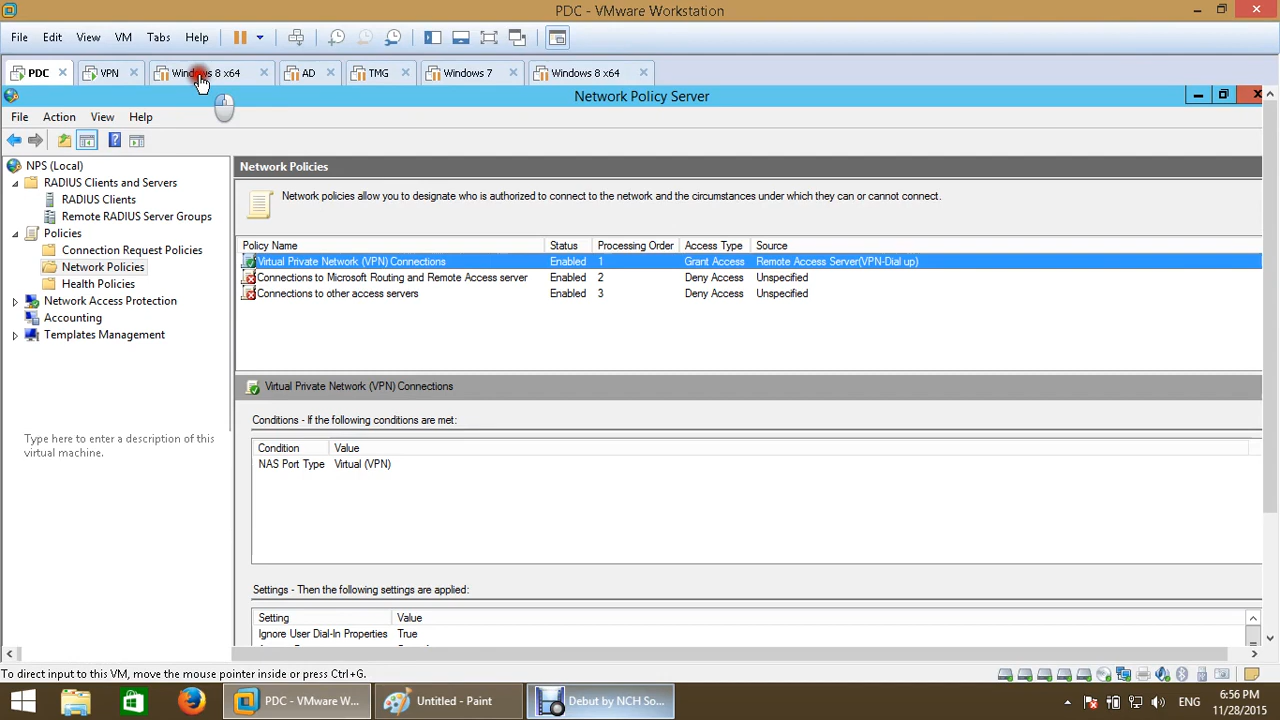 PDC - VMware Workstation
File Edit View VM Tabs Help
PDC VPN Windows 8 x64 AD TMG Windows 7 Windows 8 x64
Network Policy Server
File Action View Help
NPS (Local)
RADIUS Clients and Servers
RADIUS Clients
Remote RADIUS Server Groups
Policies
Connection Request Policies
Network Policies
Health Policies
Network Access Protection
Accounting
Templates Management
Type here to enter a description of this
virtual machine.
Network Policies
Network policies allow you to designate who is authorized to connect to the network and the circumstances under which they can or cannot connect.
Policy Name Status Processing Order Access Type Source
Virtual Private Network (VPN) Connections Enabled 1 Grant Access Remote Access Server(VPN-Dial up)
Connections to Microsoft Routing and Remote Access server Enabled 2 Deny Access Unspecified
Connections to other access servers Enabled 3 Deny Access Unspecified
Virtual Private Network (VPN) Connections
Conditions - If the following conditions are met:
Condition Value
NAS Port Type Virtual (VPN)
Settings - Then the following settings are applied:
Setting Value
Ignore User Dial-In Properties True
To direct input to this VM, move the mouse pointer inside or press Ctrl+G.
PDC - VMware W... Untitled - Paint Debut by NCH So... ENG 6:56 PM
11/28/2015